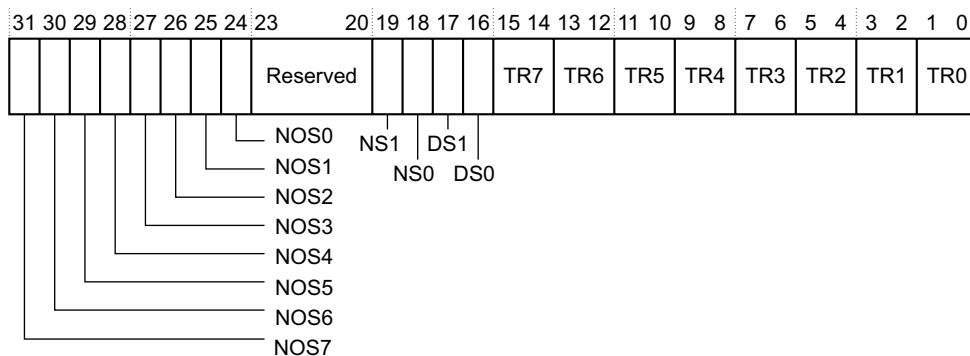 31 30 29 28 27 26 25 24 23 20 19 18 17 16 15 14 13 12 11 10 9 8 7 6 5 4 3 2 1 0
Reserved TR7 TR6 TR5 TR4 TR3 TR2 TR1 TR0
NOS0 NS1 DS1
NOS1 NS0 DS0
NOS2
NOS3
NOS4
NOS5
NOS6
NOS7